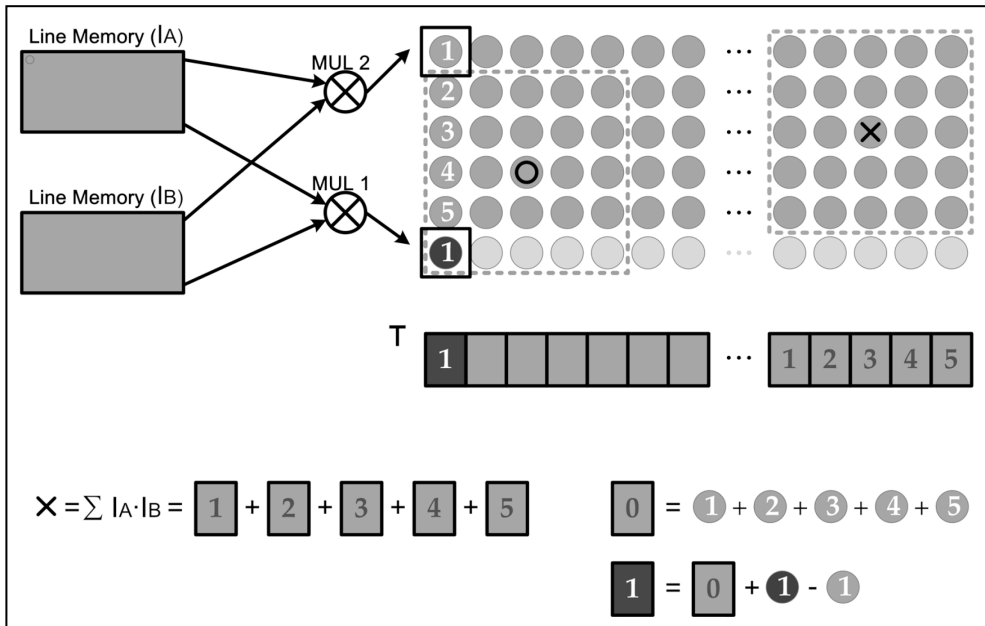 Line Memory (IA)
MUL 2
1 ...
2 ...
3 ...
4 ...
Line Memory (IB)
MUL 1
5 ...
1 ...
T
1 ... 1 2 3 4 5
× = ∑ IA·IB = 1 + 2 + 3 + 4 + 5
0 = 1 + 2 + 3 + 4 + 5
1 = 0 + 1 - 1